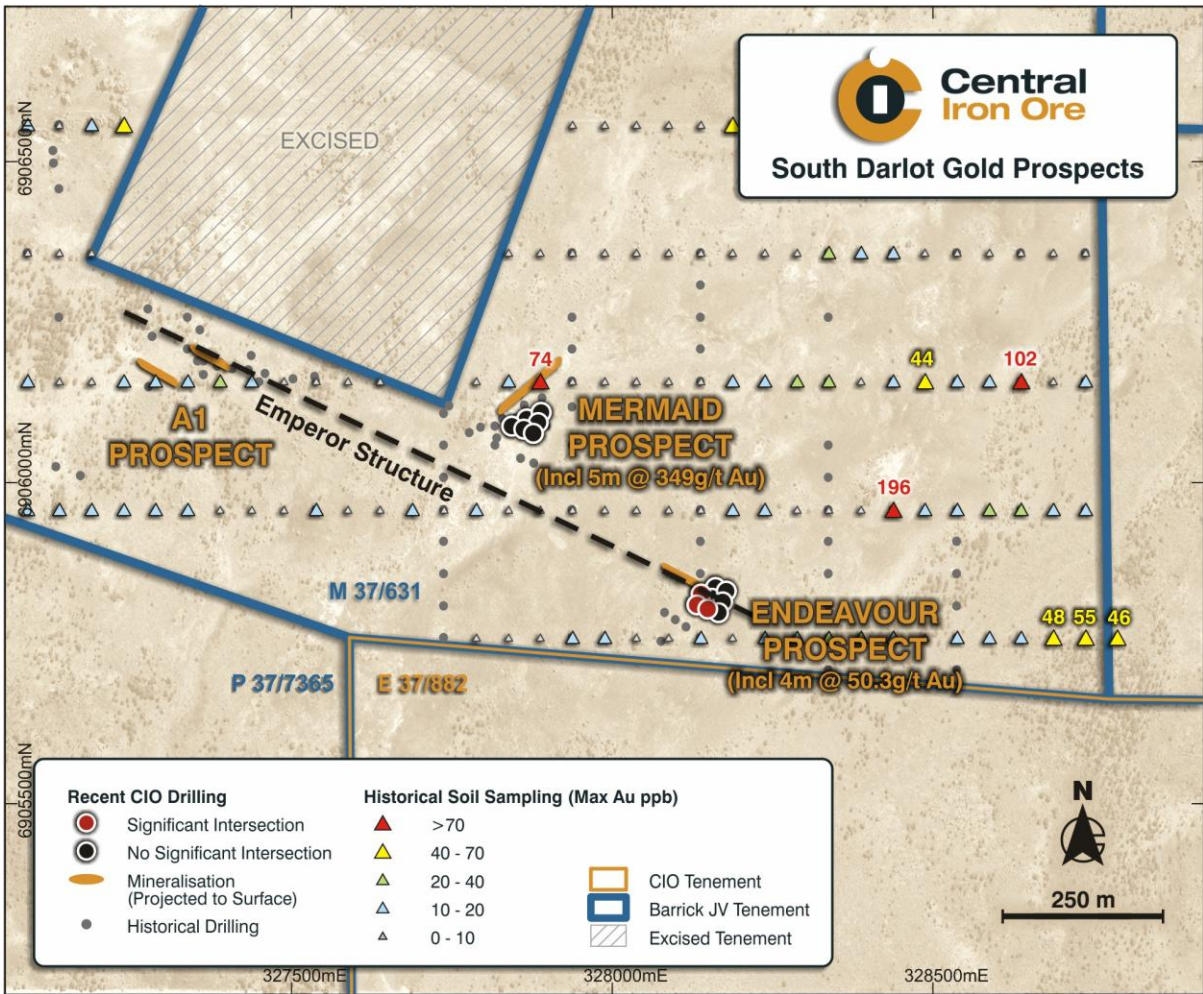 Central
Iron Ore
South Darlot Gold Prospects
EXCISED
6906500mN
74
44
102
A1
PROSPECT
Emperor Structure
MERMAID
PROSPECT
(Incl 5m @ 349g/t Au)
6906000mN
196
M 37/631
ENDEAVOUR
PROSPECT
(Incl 4m @ 50.3g/t Au)
48
55
46
P 37/7365
E 37/882
6905500mN
Recent CIO Drilling
Significant Intersection
No Significant Intersection
Mineralisation
(Projected to Surface)
Historical Drilling
Historical Soil Sampling (Max Au ppb)
>70
40 - 70
20 - 40
10 - 20
0 - 10
CIO Tenement
Barrick JV Tenement
Excised Tenement
N
250 m
327500mE
328000mE
328500mE